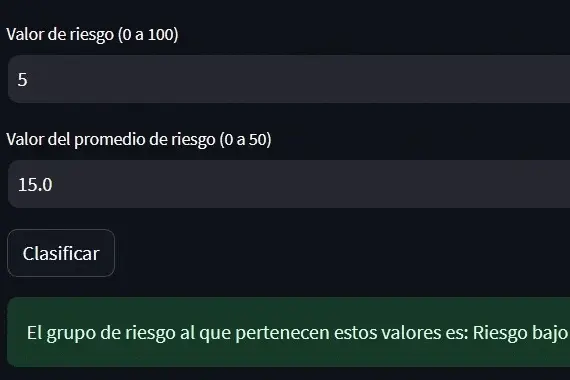 Valor de riesgo (0 a 100)
5
Valor del promedio de riesgo (0 a 50)
15.0
Clasificar
El grupo de riesgo al que pertenecen estos valores es: Riesgo bajo